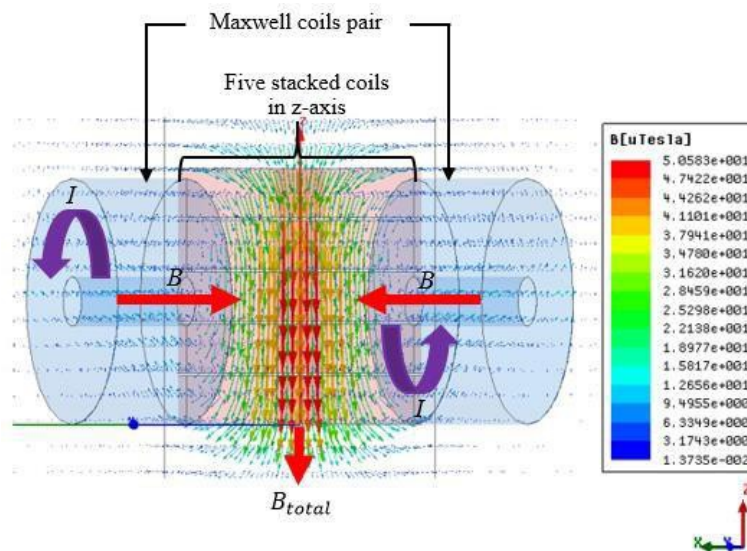 Maxwell coils pair
Five stacked coils
in z-axis
z
I
B
B
I
B_total
B[uTesla]
5.0583e+001
4.7422e+001
4.4262e+001
4.1101e+001
3.7941e+001
3.4780e+001
3.1620e+001
2.8459e+001
2.5298e+001
2.2138e+001
1.8977e+001
1.5817e+001
1.2656e+001
9.4955e+000
6.3349e+000
3.1743e+000
1.3735e-002
z
X